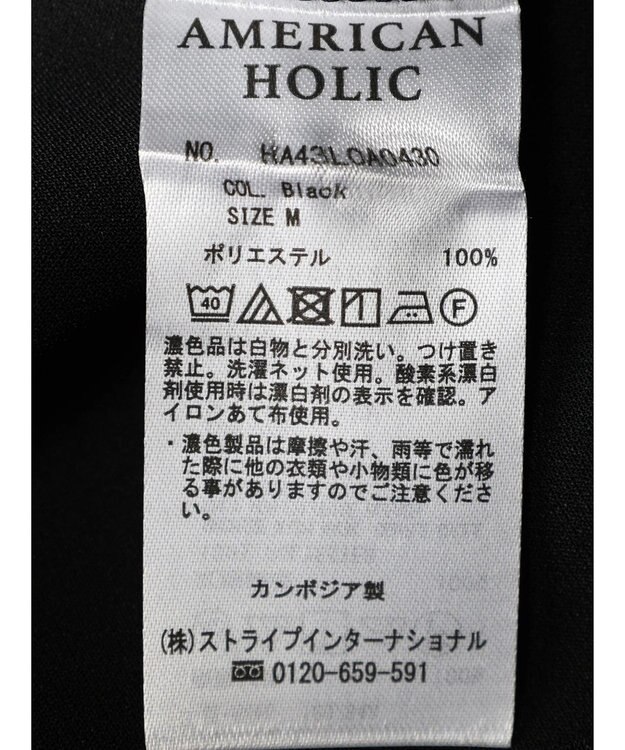 AMERICAN
HOLIC
NO. HA43L0A0430
COL. Black
SIZE M
ポリエステル 100%
40 F
濃色品は白物と分別洗い。つけ置き
禁止。洗濯ネット使用。酸素系漂白
剤使用時は漂白剤の表示を確認。ア
イロンあて布使用。
・濃色製品は摩擦や汗、雨等で濡れ
た際に他の衣類や小物類に色が移
る事がありますのでご注意くださ
い。
カンボジア製
(株)ストライプインターナショナル
0120-659-591